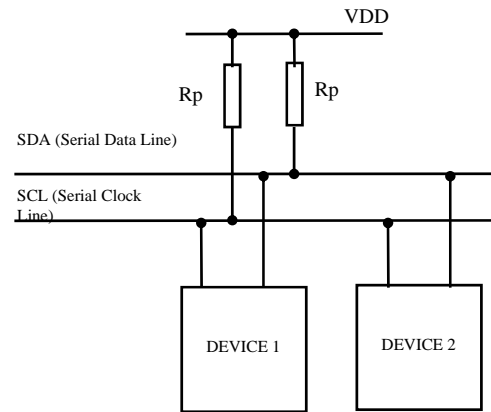 VDD
Rp
Rp
SDA (Serial Data Line)
SCL (Serial Clock
Line)
DEVICE 1
DEVICE 2